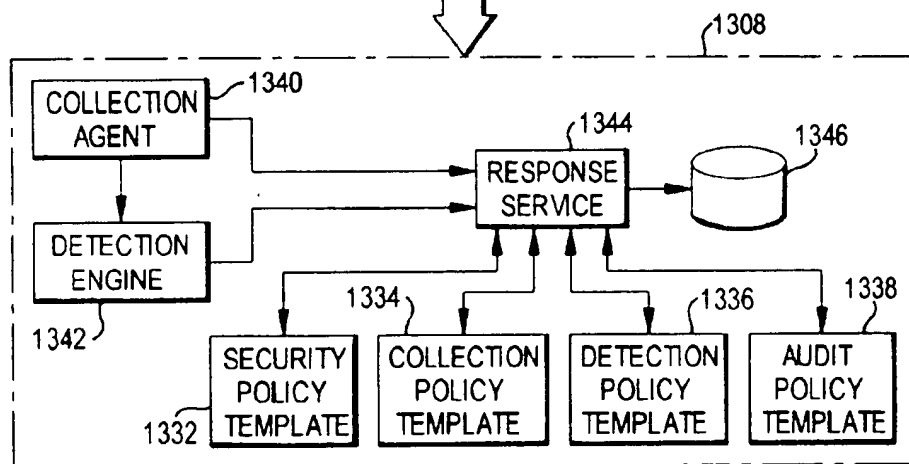 1308
COLLECTION
AGENT
1340
1344
1346
RESPONSE
SERVICE
DETECTION
ENGINE
1342
1334
1336
1338
SECURITY
POLICY
TEMPLATE
1332
COLLECTION
POLICY
TEMPLATE
DETECTION
POLICY
TEMPLATE
AUDIT
POLICY
TEMPLATE